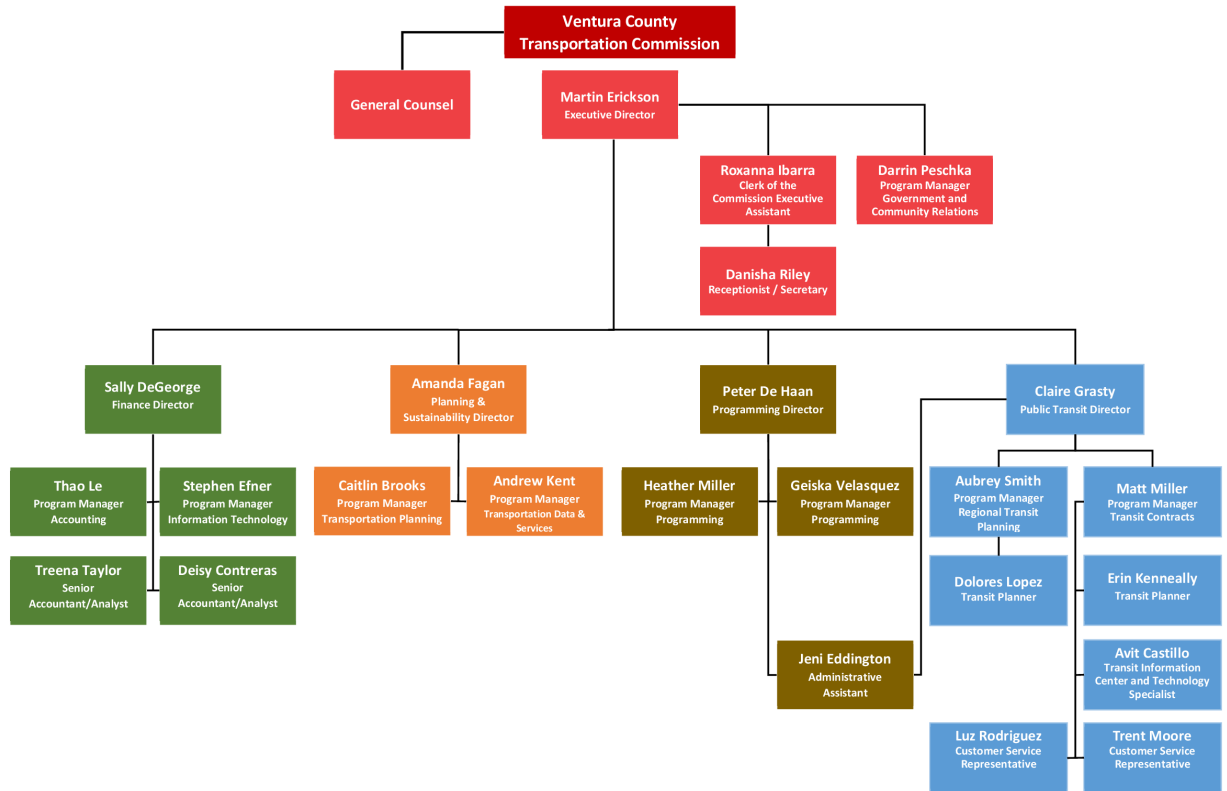 Ventura County
Transportation Commission
General Counsel
Martin Erickson
Executive Director
Roxanna Ibarra
Clerk of the
Commission Executive
Assistant
Darrin Peschka
Program Manager
Government and
Community Relations
Danisha Riley
Receptionist / Secretary
Sally DeGeorge
Finance Director
Amanda Fagan
Planning &
Sustainability Director
Peter De Haan
Programming Director
Claire Grasty
Public Transit Director
Thao Le
Program Manager
Accounting
Stephen Efner
Program Manager
Information Technology
Caitlin Brooks
Program Manager
Transportation Planning
Andrew Kent
Program Manager
Transportation Data &
Services
Heather Miller
Program Manager
Programming
Geiska Velasquez
Program Manager
Programming
Aubrey Smith
Program Manager
Regional Transit
Planning
Matt Miller
Program Manager
Transit Contracts
Treena Taylor
Senior
Accountant/Analyst
Deisy Contreras
Senior
Accountant/Analyst
Dolores Lopez
Transit Planner
Erin Kenneally
Transit Planner
Jeni Eddington
Administrative
Assistant
Avit Castillo
Transit Information
Center and Technology
Specialist
Luz Rodriguez
Customer Service
Representative
Trent Moore
Customer Service
Representative